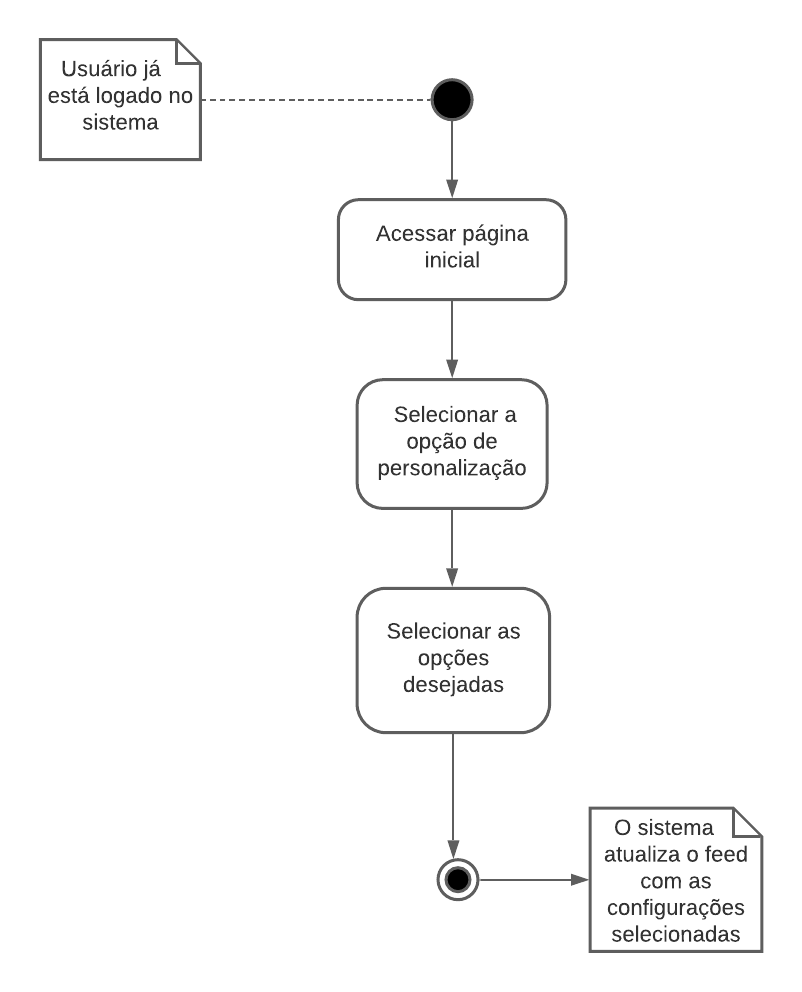 Usuário já
está logado no
sistema
Acessar página
inicial
Selecionar a
opção de
personalização
Selecionar as
opções
desejadas
O sistema
atualiza o feed
com as
configurações
selecionadas